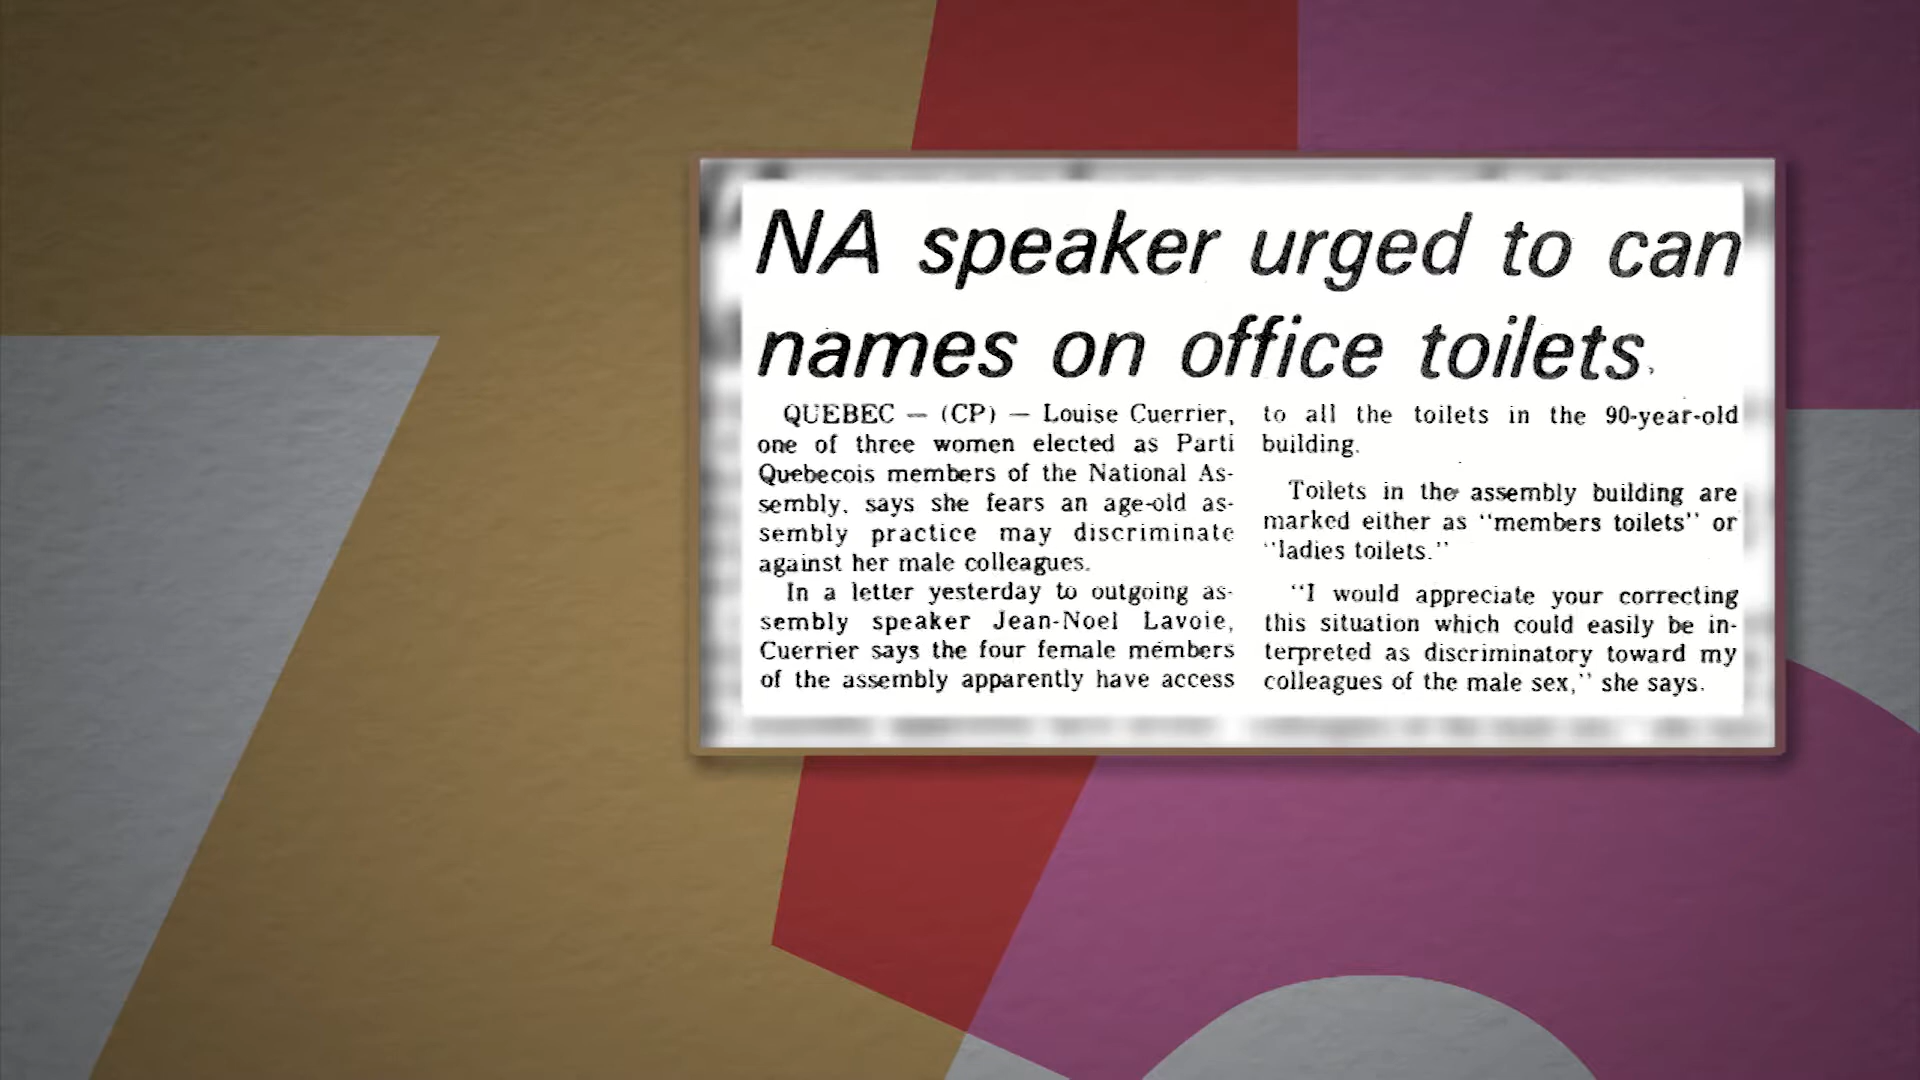 NA speaker urged to can
names on office toilets.
QUEBEC — (CP) — Louise Cuerrier,
one of three women elected as Parti
Quebecois members of the National As-
sembly, says she fears an age-old as-
sembly practice may discriminate
against her male colleagues.
In a letter yesterday to outgoing as-
sembly speaker Jean-Noel Lavoie,
Cuerrier says the four female members
of the assembly apparently have access
to all the toilets in the 90-year-old
building.
Toilets in the assembly building are
marked either as "members toilets" or
"ladies toilets."
"I would appreciate your correcting
this situation which could easily be in-
terpreted as discriminatory toward my
colleagues of the male sex," she says.